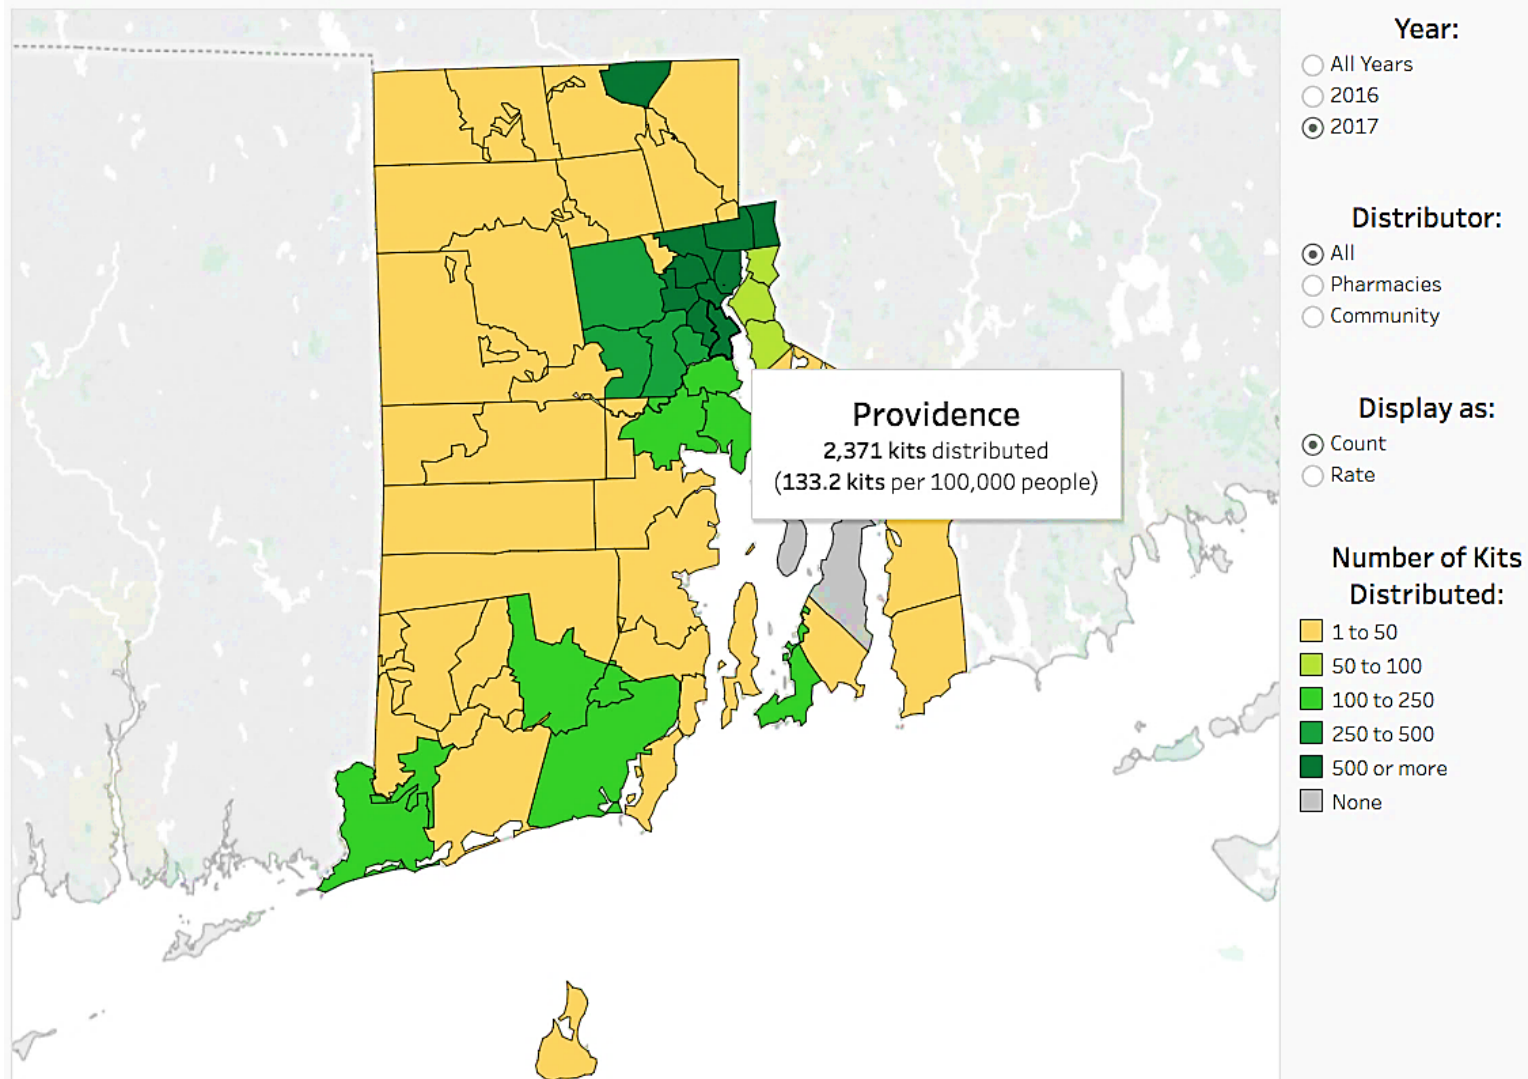 Year:
All Years
2016
2017
Distributor:
All
Pharmacies
Community
Display as:
Count
Rate
Providence
2,371 kits distributed
(133.2 kits per 100,000 people)
Number of Kits
Distributed:
1 to 50
50 to 100
100 to 250
250 to 500
500 or more
None